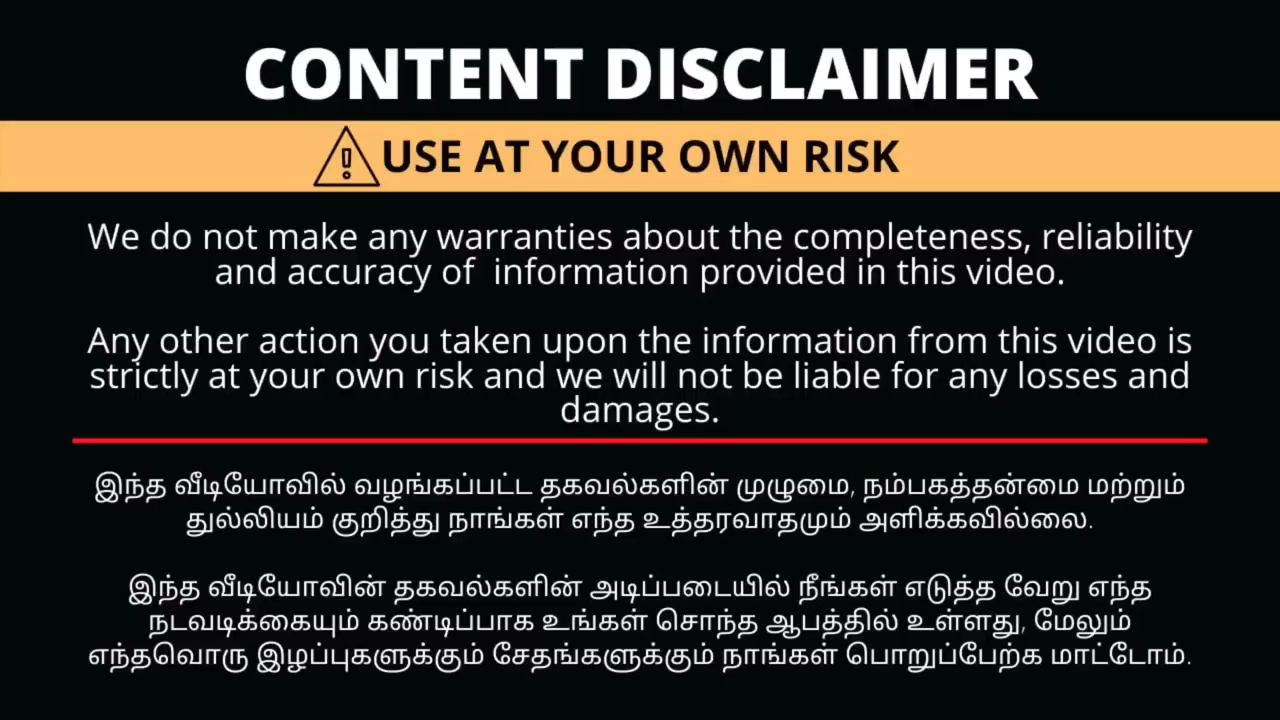 CONTENT DISCLAIMER
USE AT YOUR OWN RISK
We do not make any warranties about the completeness, reliability
and accuracy of information provided in this video.
Any other action you taken upon the information from this video is
strictly at your own risk and we will not be liable for any losses and
damages.
இந்த வீடியோவில் வழங்கப்பட்ட தகவல்களின் முழுமை, நம்பகத்தன்மை மற்றும்
துல்லியம் குறித்து நாங்கள் எந்த உத்தரவாதமும் அளிக்கவில்லை.
இந்த வீடியோவின் தகவல்களின் அடிப்படையில் நீங்கள் எடுத்த வேறு எந்த
நடவடிக்கையும் கண்டிப்பாக உங்கள் சொந்த ஆபத்தில் உள்ளது, மேலும்
எந்தவொரு இழப்புகளுக்கும் சேதங்களுக்கும் நாங்கள் பொறுப்பேற்க மாட்டோம்.